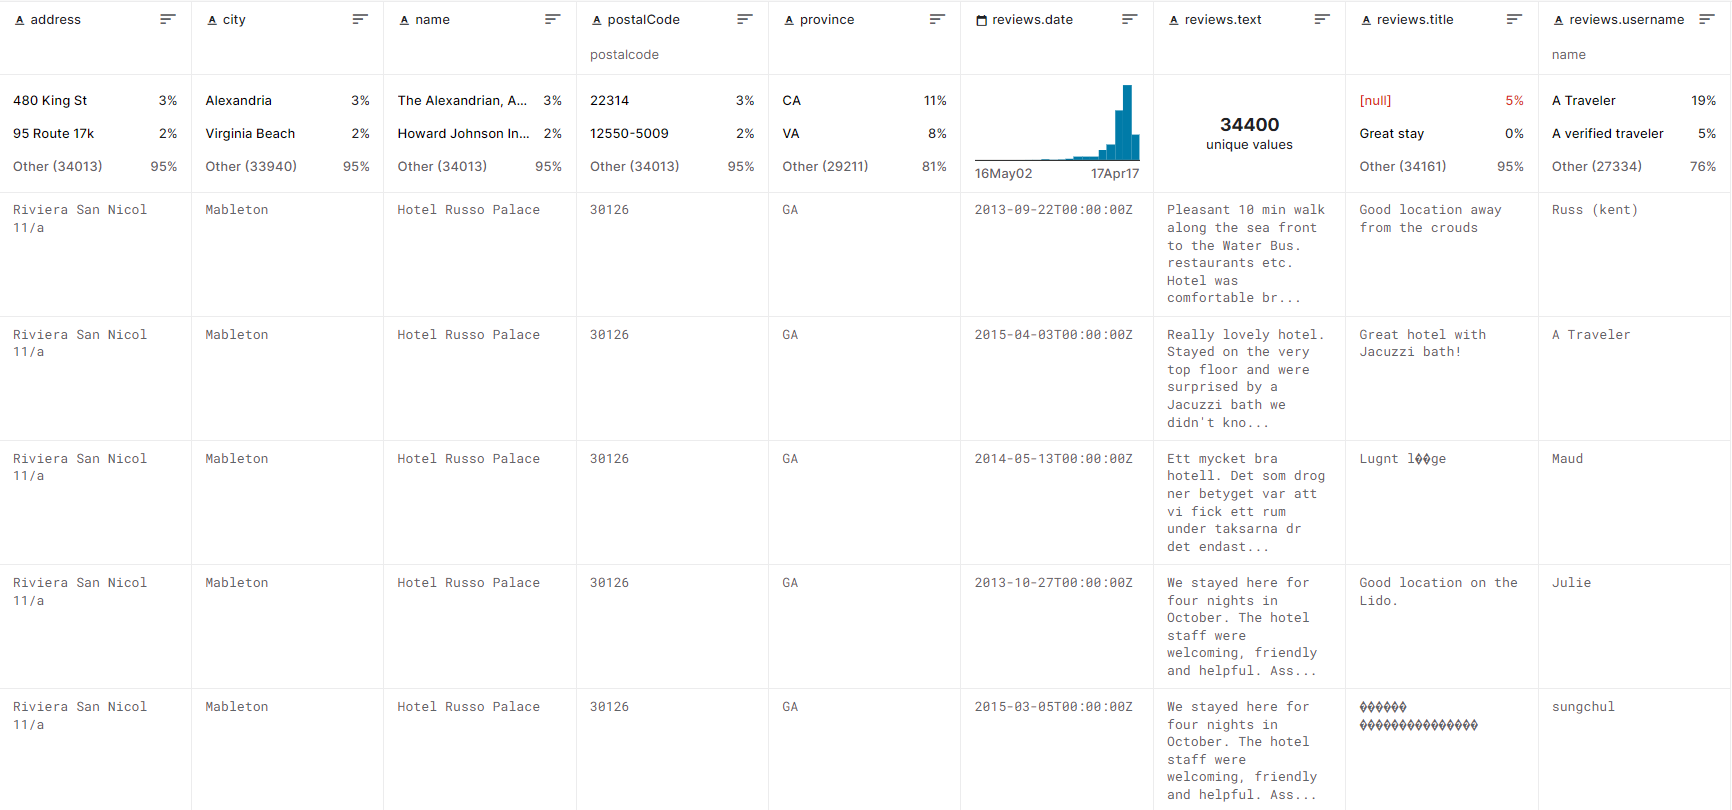 address city name postalCode province reviews.date reviews.text reviews.title reviews.username
postalcode name
480 King St 3% Alexandria 3% The Alexandrian, A... 3% 22314 3% CA 11% [null] 5% A Traveler 19%
95 Route 17k 2% Virginia Beach 2% Howard Johnson In... 2% 12550-5009 2% VA 8% 34400 Great stay 0% A verified traveler 5%
unique values
Other (34013) 95% Other (33940) 95% Other (34013) 95% Other (34013) 95% Other (29211) 81% 16May02 17Apr17 Other (34161) 95% Other (27334) 76%
Riviera San Nicol Mableton Hotel Russo Palace 30126 GA 2013-09-22T00:00:00Z Pleasant 10 min walk Good location away Russ (kent)
11/a along the sea front from the crouds
to the Water Bus.
restaurants etc.
Hotel was
comfortable br...
Riviera San Nicol Mableton Hotel Russo Palace 30126 GA 2015-04-03T00:00:00Z Really lovely hotel. Great hotel with A Traveler
11/a Stayed on the very Jacuzzi bath!
top floor and were
surprised by a
Jacuzzi bath we
didn't kno...
Riviera San Nicol Mableton Hotel Russo Palace 30126 GA 2014-05-13T00:00:00Z Ett mycket bra Lugnt l��ge Maud
11/a hotell. Det som drog
ner betyget var att
vi fick ett rum
under taksarna dr
det endast...
Riviera San Nicol Mableton Hotel Russo Palace 30126 GA 2013-10-27T00:00:00Z We stayed here for Good location on the Julie
11/a four nights in Lido.
October. The hotel
staff were
welcoming, friendly
and helpful. Ass...
Riviera San Nicol Mableton Hotel Russo Palace 30126 GA 2015-03-05T00:00:00Z We stayed here for ������ sungchul
11/a four nights in ���������������
October. The hotel
staff were
welcoming, friendly
and helpful. Ass...